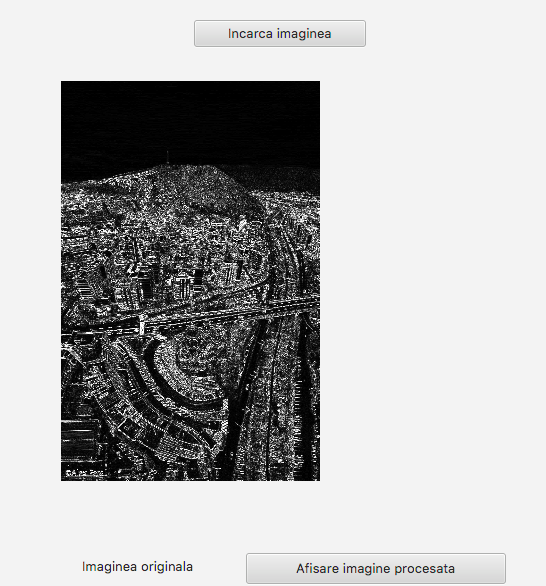 Incarca imaginea
Imaginea originala
Afisare imagine procesata